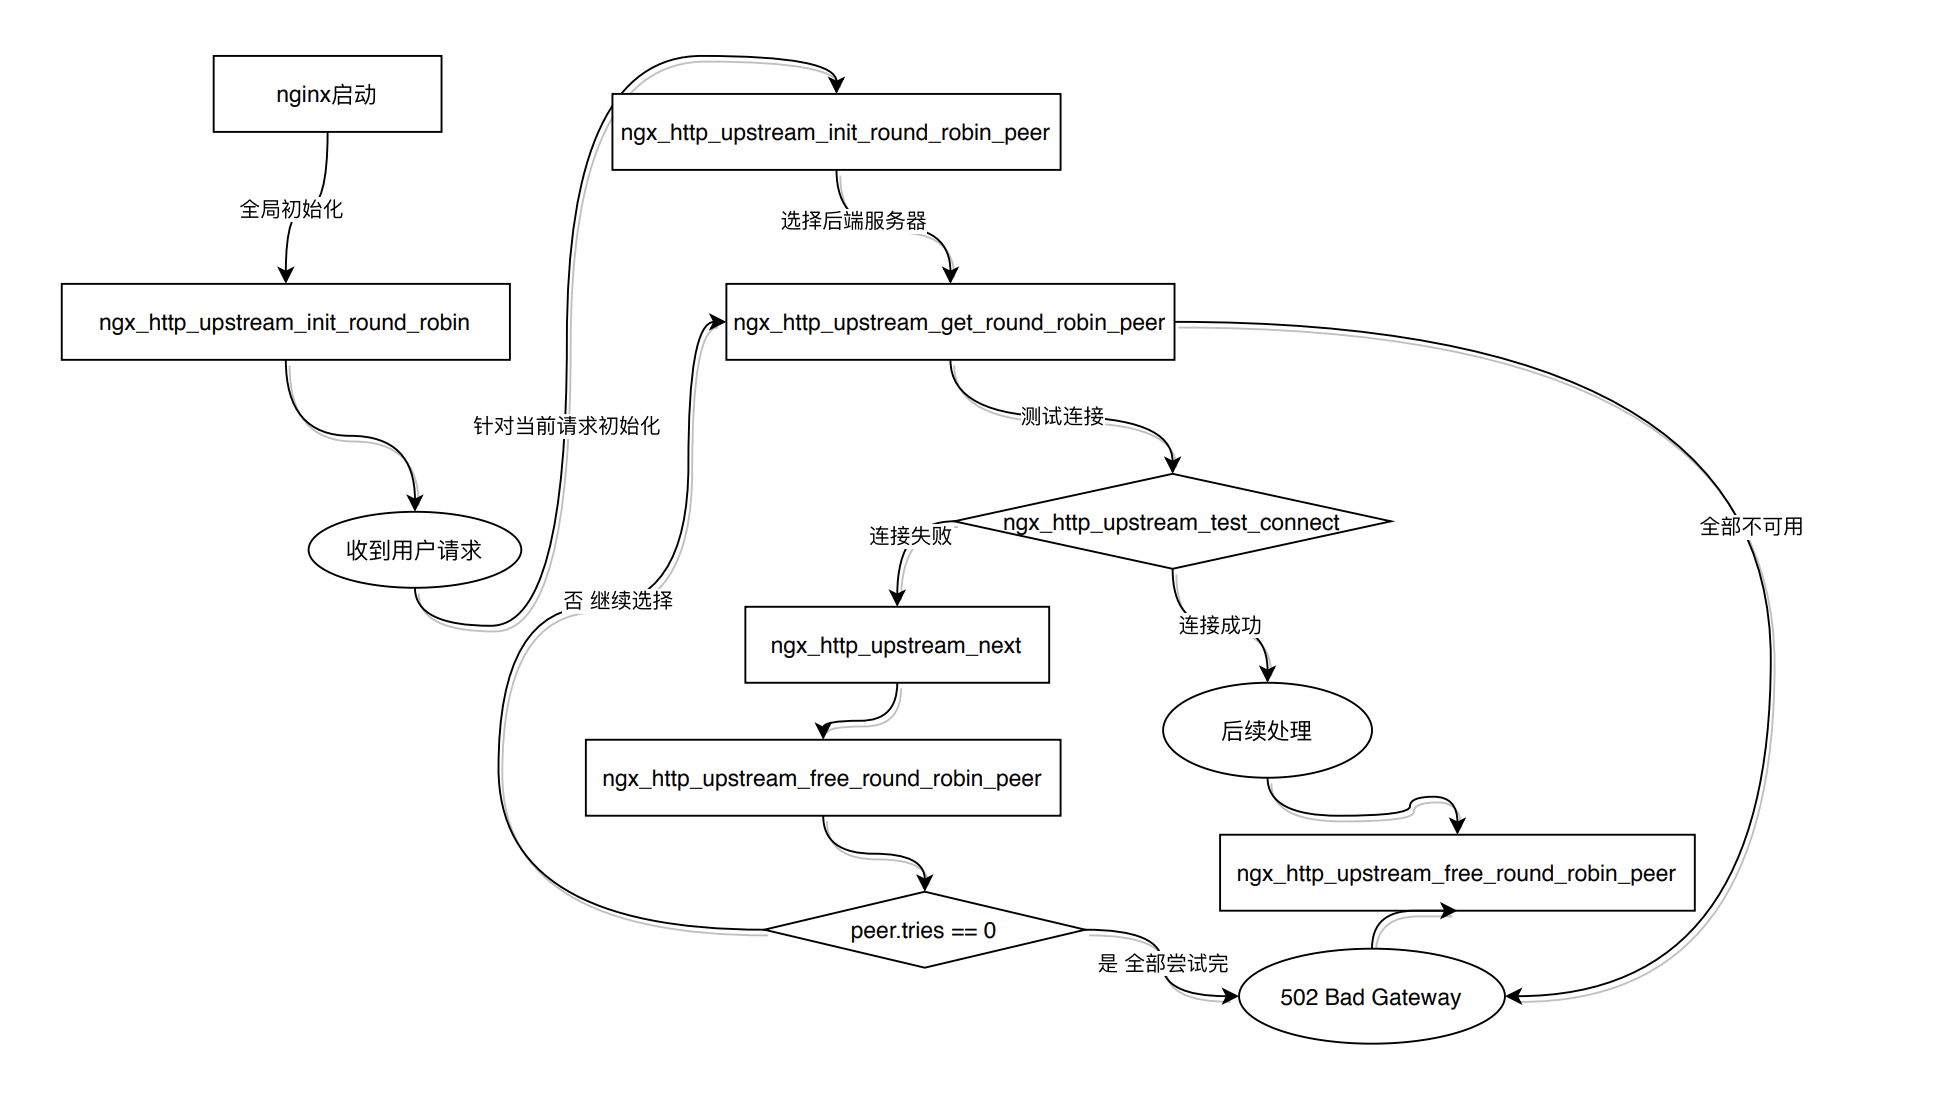 nginx启动
全局初始化
ngx_http_upstream_init_round_robin
收到用户请求
针对当前请求初始化
ngx_http_upstream_init_round_robin_peer
选择后端服务器
ngx_http_upstream_get_round_robin_peer
测试连接
全部不可用
ngx_http_upstream_test_connect
连接失败
连接成功
否 继续选择
ngx_http_upstream_next
后续处理
ngx_http_upstream_free_round_robin_peer
ngx_http_upstream_free_round_robin_peer
peer.tries == 0
是 全部尝试完
502 Bad Gateway